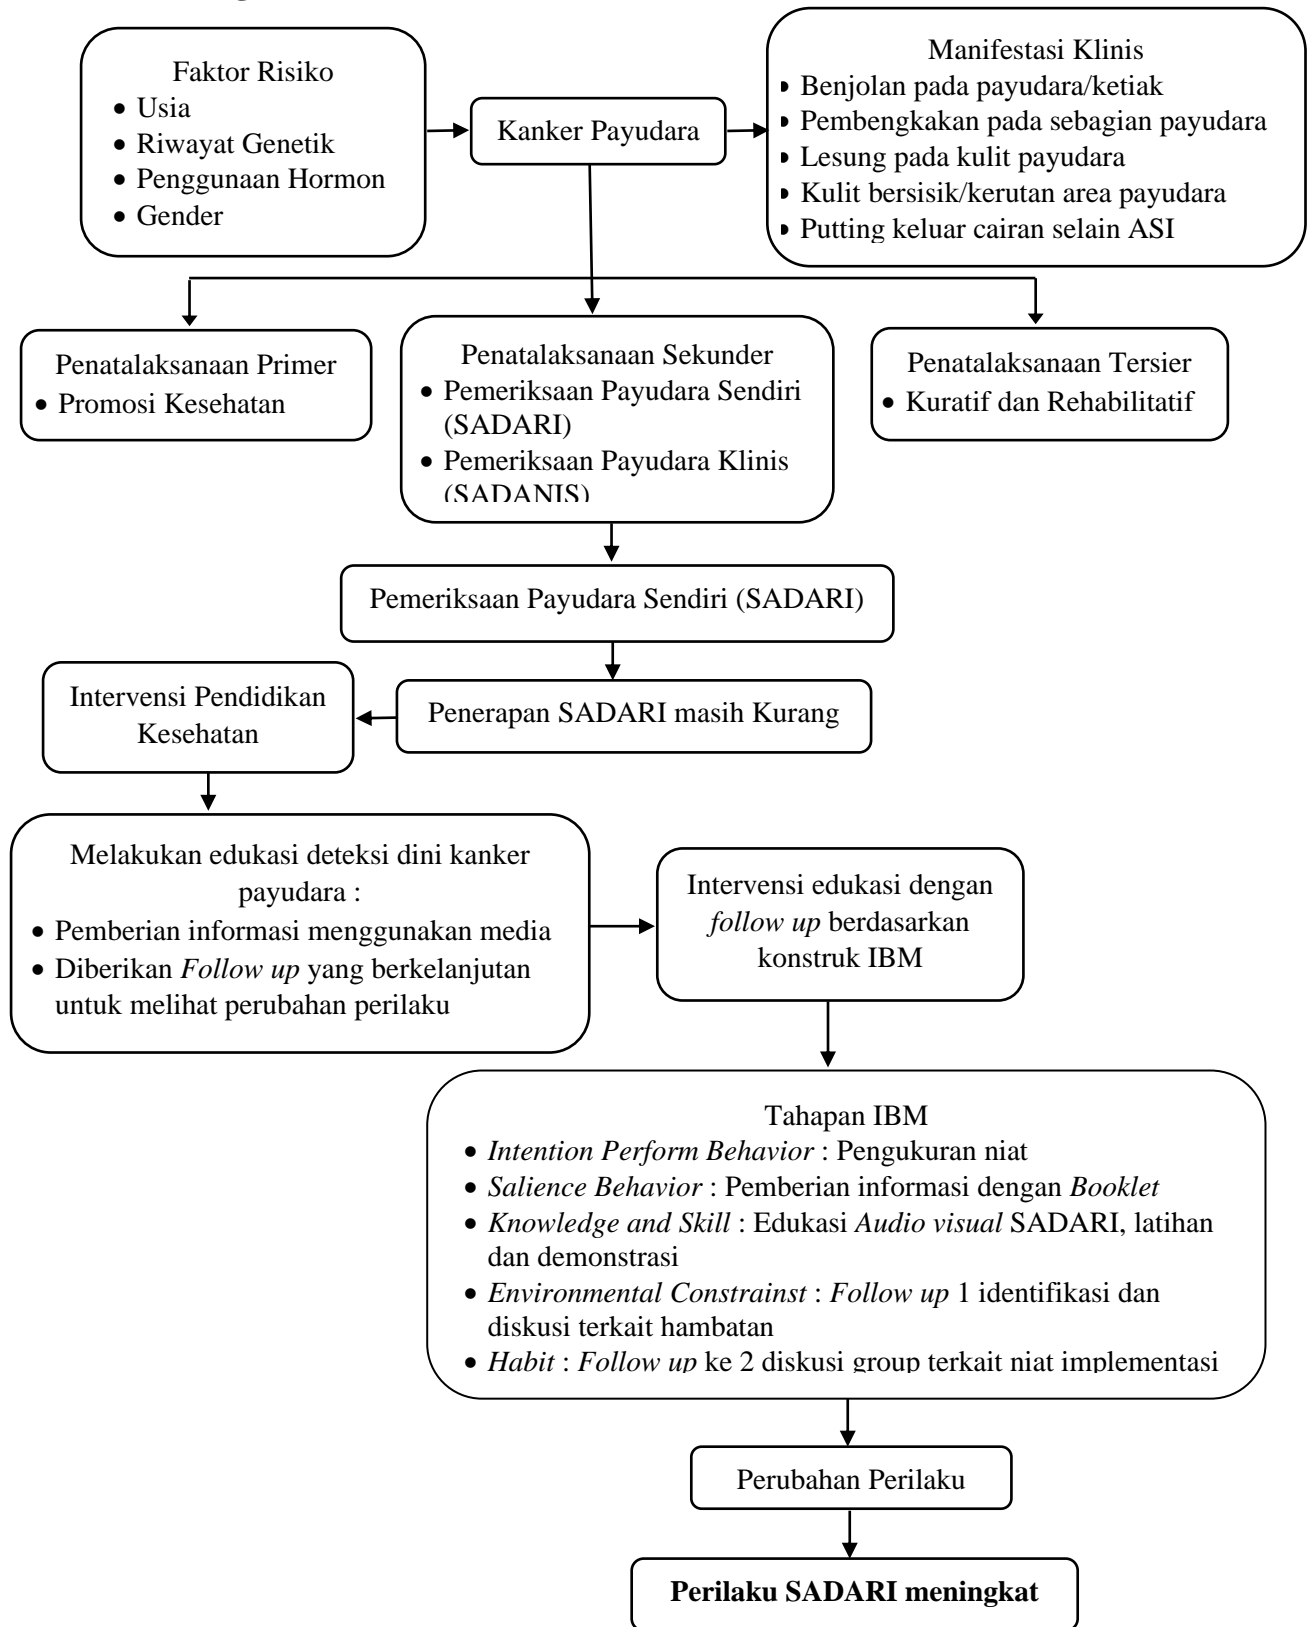 Faktor Risiko
• Usia
• Riwayat Genetik
• Penggunaan Hormon
• Gender
Kanker Payudara
Manifestasi Klinis
• Benjolan pada payudara/ketiak
• Pembengkakan pada sebagian payudara
• Lesung pada kulit payudara
• Kulit bersisik/kerutan area payudara
• Putting keluar cairan selain ASI
Penatalaksanaan Primer
• Promosi Kesehatan
Penatalaksanaan Sekunder
• Pemeriksaan Payudara Sendiri
(SADARI)
• Pemeriksaan Payudara Klinis
(SADANIS)
Penatalaksanaan Tersier
• Kuratif dan Rehabilitatif
Pemeriksaan Payudara Sendiri (SADARI)
Penerapan SADARI masih Kurang
Intervensi Pendidikan
Kesehatan
Melakukan edukasi deteksi dini kanker
payudara :
• Pemberian informasi menggunakan media
• Diberikan Follow up yang berkelanjutan
untuk melihat perubahan perilaku
Intervensi edukasi dengan
follow up berdasarkan
konstruk IBM
Tahapan IBM
• Intention Perform Behavior : Pengukuran niat
• Salience Behavior : Pemberian informasi dengan Booklet
• Knowledge and Skill : Edukasi Audio visual SADARI, latihan
dan demonstrasi
• Environmental Constrainst : Follow up 1 identifikasi dan
diskusi terkait hambatan
• Habit : Follow up ke 2 diskusi group terkait niat implementasi
Perubahan Perilaku
Perilaku SADARI meningkat